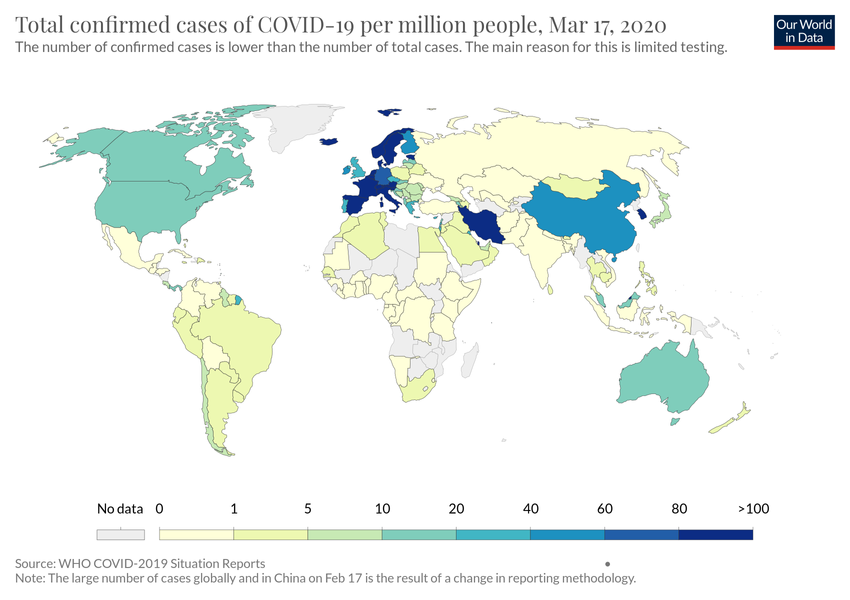 Total confirmed cases of COVID-19 per million people, Mar 17, 2020
The number of confirmed cases is lower than the number of total cases. The main reason for this is limited testing.
Our World
in Data
No data 0 1 5 10 20 40 60 80 >100
Source: WHO COVID-2019 Situation Reports
Note: The large number of cases globally and in China on Feb 17 is the result of a change in reporting methodology.